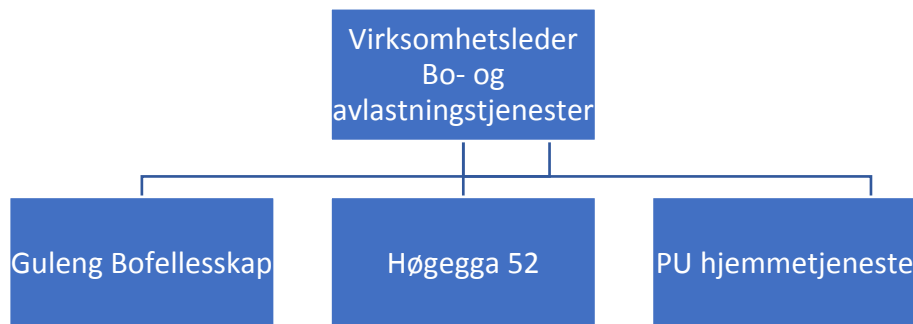 Virksomhetsleder
Bo- og
avlastningstjenester
Guleng Bofellesskap
Høgegga 52
PU hjemmetjeneste